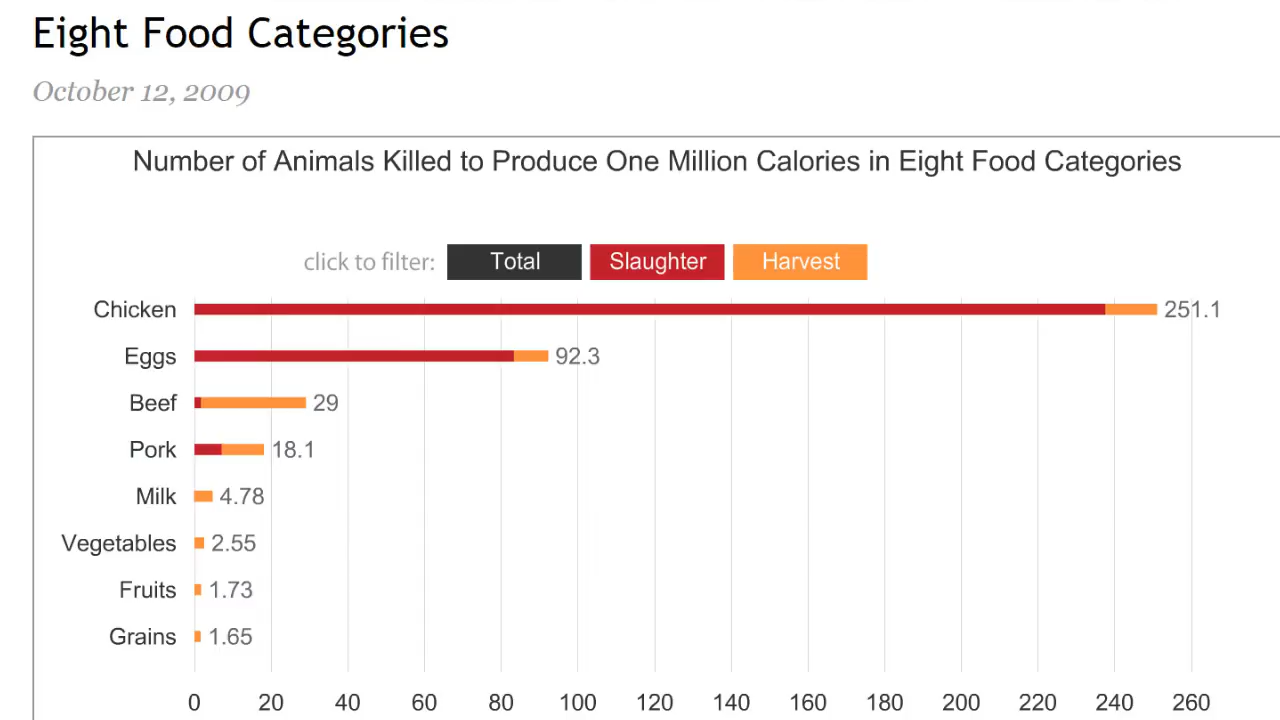 Eight Food Categories
October 12, 2009
Number of Animals Killed to Produce One Million Calories in Eight Food Categories
click to filter: Total Slaughter Harvest
Chicken 251.1
Eggs 92.3
Beef 29
Pork 18.1
Milk 4.78
Vegetables 2.55
Fruits 1.73
Grains 1.65
0 20 40 60 80 100 120 140 160 180 200 220 240 260